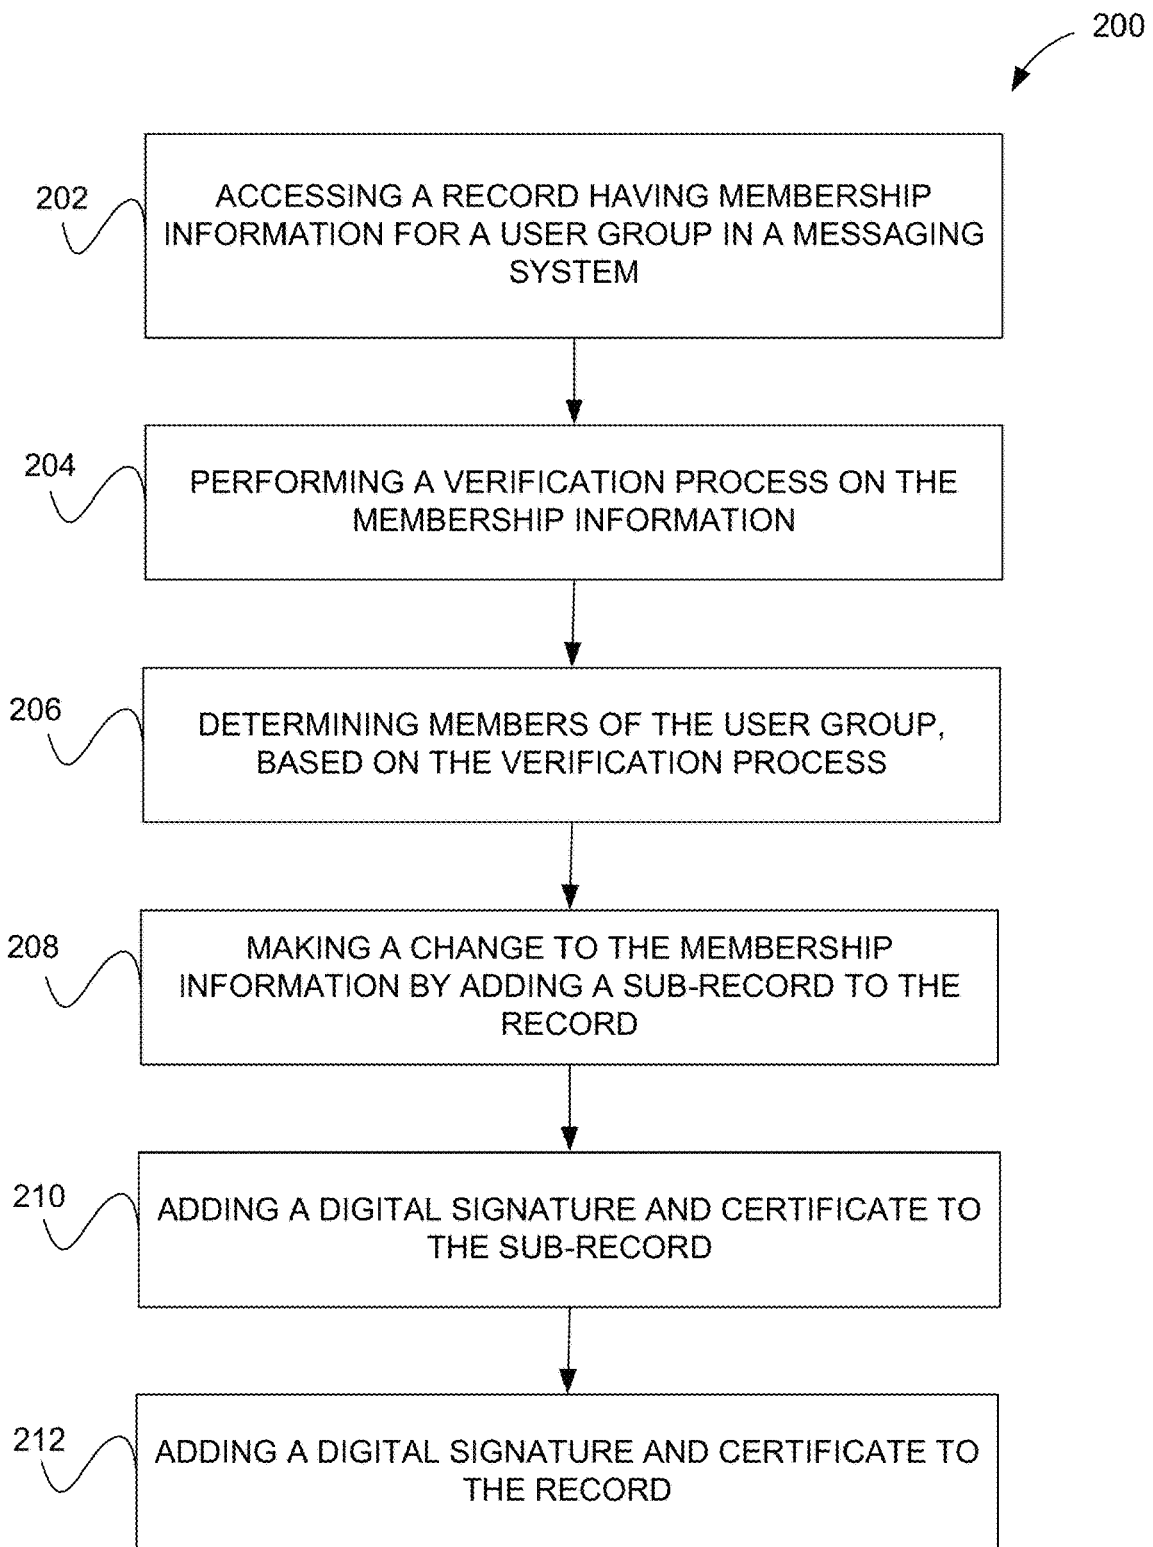 200
202
ACCESSING A RECORD HAVING MEMBERSHIP
INFORMATION FOR A USER GROUP IN A MESSAGING
SYSTEM
204
PERFORMING A VERIFICATION PROCESS ON THE
MEMBERSHIP INFORMATION
206
DETERMINING MEMBERS OF THE USER GROUP,
BASED ON THE VERIFICATION PROCESS
208
MAKING A CHANGE TO THE MEMBERSHIP
INFORMATION BY ADDING A SUB-RECORD TO THE
RECORD
210
ADDING A DIGITAL SIGNATURE AND CERTIFICATE TO
THE SUB-RECORD
212
ADDING A DIGITAL SIGNATURE AND CERTIFICATE TO
THE RECORD